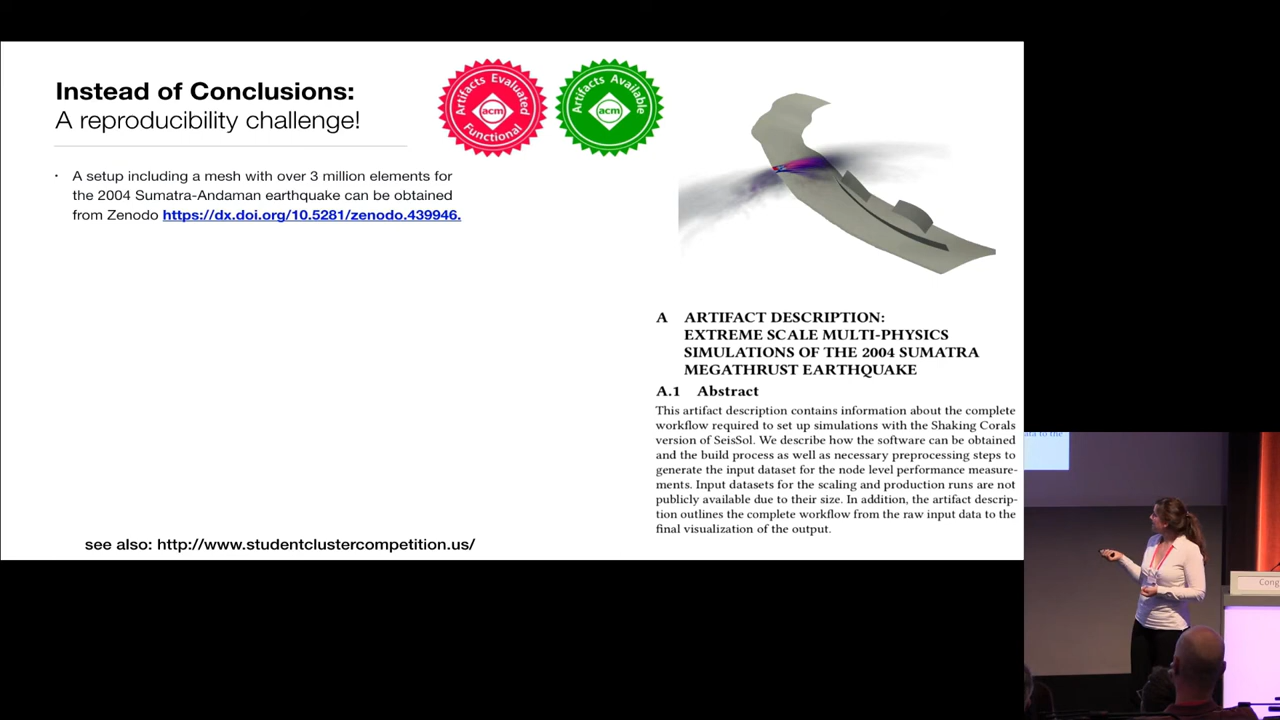 Instead of Conclusions:
A reproducibility challenge!
Artifacts Evaluated
acm
Functional
Artifacts Available
acm
· A setup including a mesh with over 3 million elements for
the 2004 Sumatra-Andaman earthquake can be obtained
from Zenodo https://dx.doi.org/10.5281/zenodo.439946.
A ARTIFACT DESCRIPTION:
EXTREME SCALE MULTI-PHYSICS
SIMULATIONS OF THE 2004 SUMATRA
MEGATHRUST EARTHQUAKE
A.1 Abstract
This artifact description contains information about the complete
workflow required to set up simulations with the Shaking Corals
version of SeisSol. We describe how the software can be obtained
and the build process as well as necessary preprocessing steps to
generate the input dataset for the node level performance measure-
ments. Input datasets for the scaling and production runs are not
publicly available due to their size. In addition, the artifact descrip-
tion outlines the complete workflow from the raw input data to the
final visualization of the output.
see also: http://www.studentclustercompetition.us/
data to the
Cong